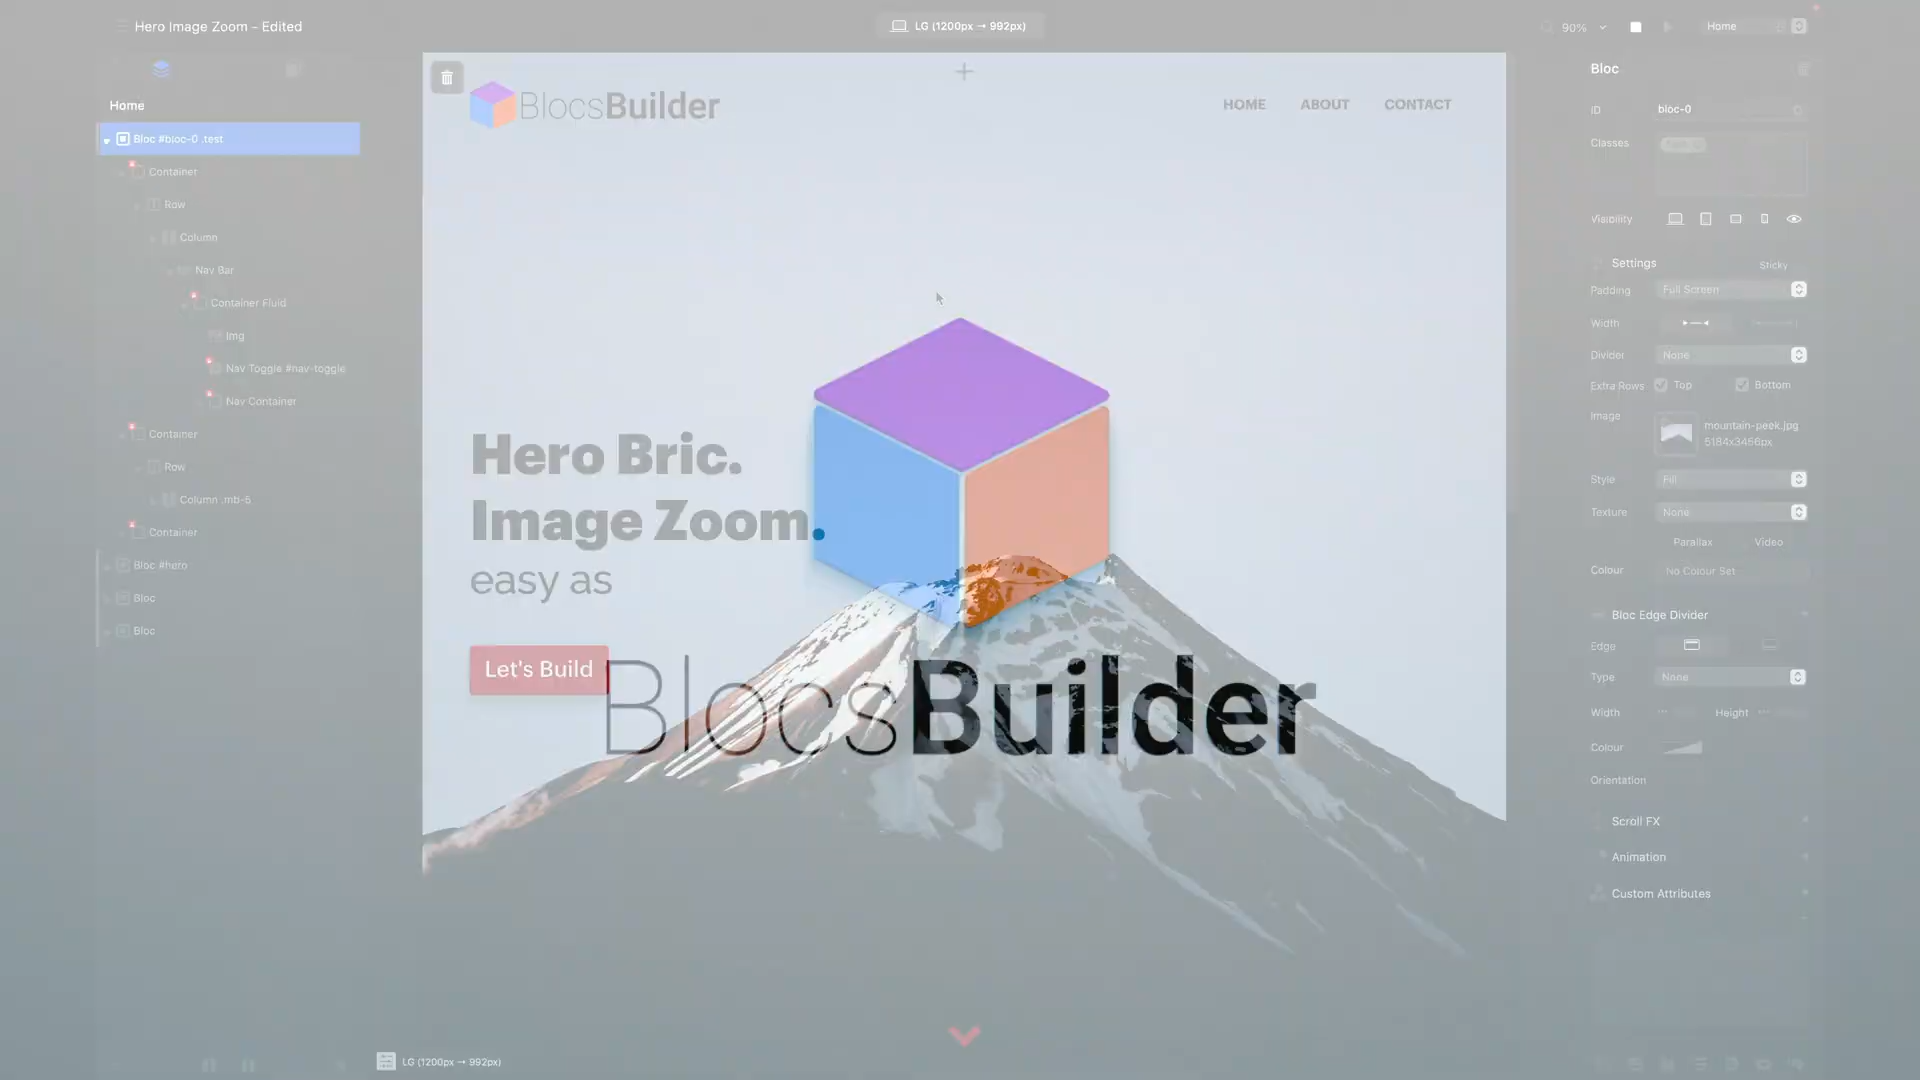 Hero Image Zoom - Edited
LG (1200px → 992px)
90%
Home
Home
Bloc #bloc-0 .test
Container
Row
Column
Nav Bar
Container Fluid
Img
Nav Toggle #nav-toggle
Nav Container
Container
Row
Column .mb-5
Container
Bloc #hero
Bloc
Bloc
BlocsBuilder
HOME ABOUT CONTACT
Hero Bric.
Image Zoom.
easy as
Let's Build
BlocsBuilder
Bloc
ID bloc-0
Classes
Visibility
Settings Sticky
Padding Full Screen
Width
Divider None
Extra Rows Top Bottom
Image
mountain-peek.jpg
5184x3456px
Style Fill
Texture None
Parallax Video
Colour No Colour Set
Bloc Edge Divider
Edge
Type None
Width Height
Colour
Orientation
Scroll FX
Animation
Custom Attributes
LG (1200px → 992px)